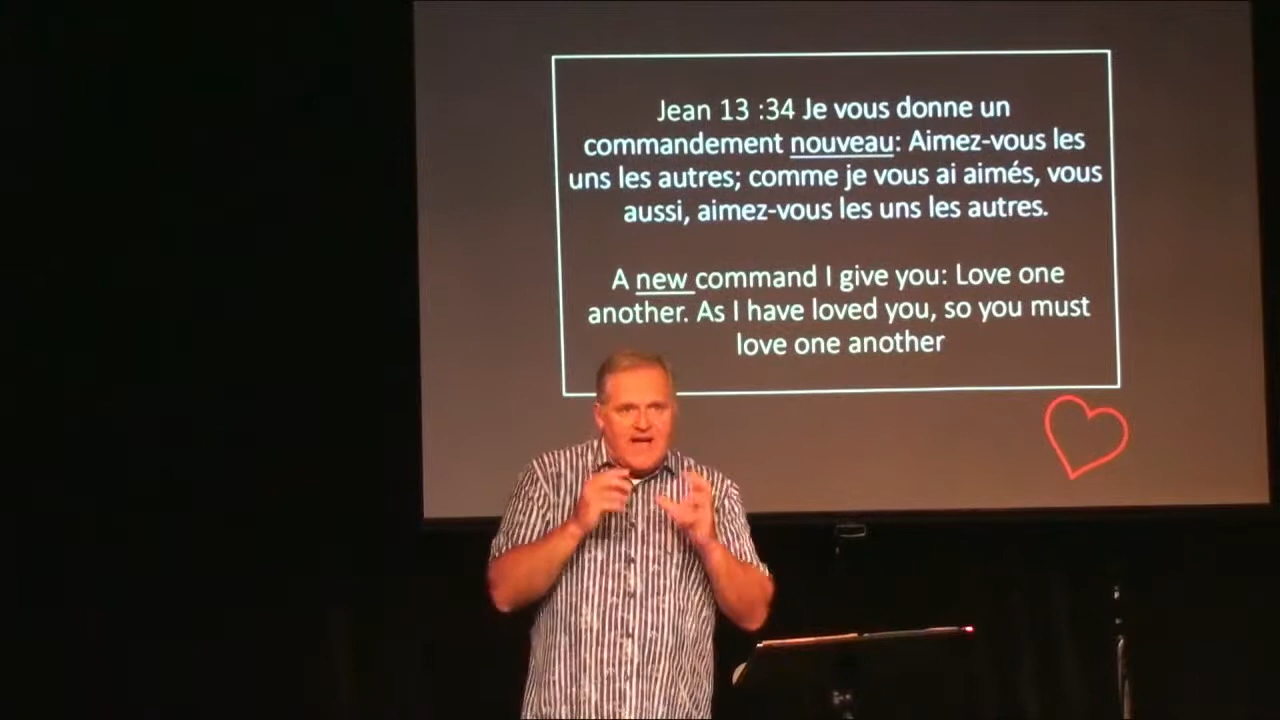 Jean 13 :34 Je vous donne un
commandement nouveau: Aimez-vous les
uns les autres; comme je vous ai aimés, vous
aussi, aimez-vous les uns les autres.
A new command I give you: Love one
another. As I have loved you, so you must
love one another